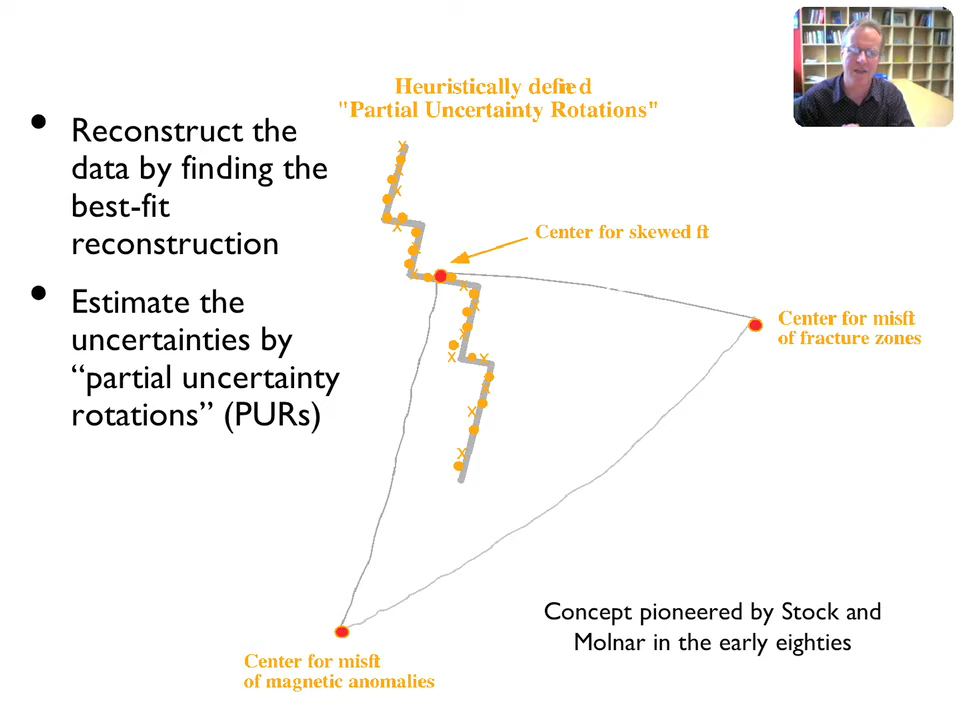 Heuristically defined
"Partial Uncertainty Rotations"
• Reconstruct the
data by finding the
best-fit
reconstruction
• Estimate the
uncertainties by
“partial uncertainty
rotations” (PURs)
Center for skewed fit
Center for misfit
of fracture zones
Center for misfit
of magnetic anomalies
Concept pioneered by Stock and
Molnar in the early eighties